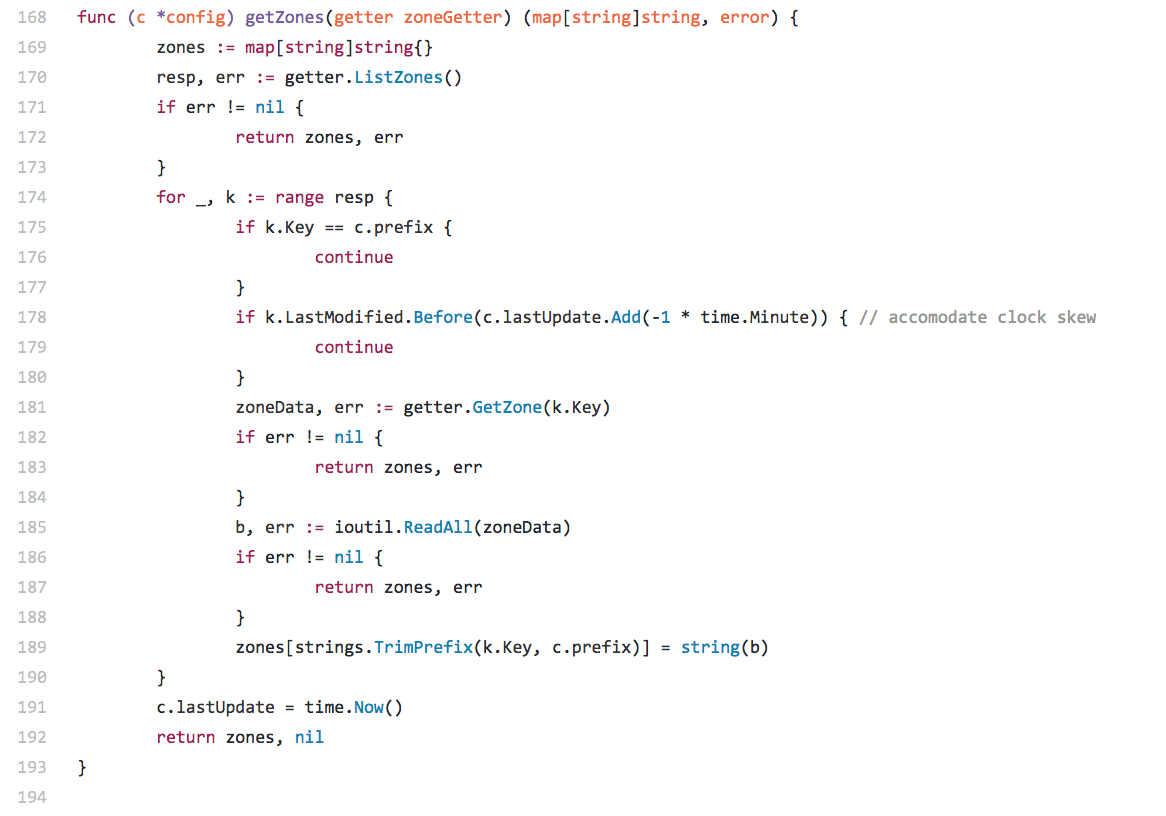 168 func (c *config) getZones(getter zoneGetter) (map[string]string, error) {
169 zones := map[string]string{}
170 resp, err := getter.ListZones()
171 if err != nil {
172 return zones, err
173 }
174 for _, k := range resp {
175 if k.Key == c.prefix {
176 continue
177 }
178 if k.LastModified.Before(c.lastUpdate.Add(-1 * time.Minute)) { // accomodate clock skew
179 continue
180 }
181 zoneData, err := getter.GetZone(k.Key)
182 if err != nil {
183 return zones, err
184 }
185 b, err := ioutil.ReadAll(zoneData)
186 if err != nil {
187 return zones, err
188 }
189 zones[strings.TrimPrefix(k.Key, c.prefix)] = string(b)
190 }
191 c.lastUpdate = time.Now()
192 return zones, nil
193 }
194